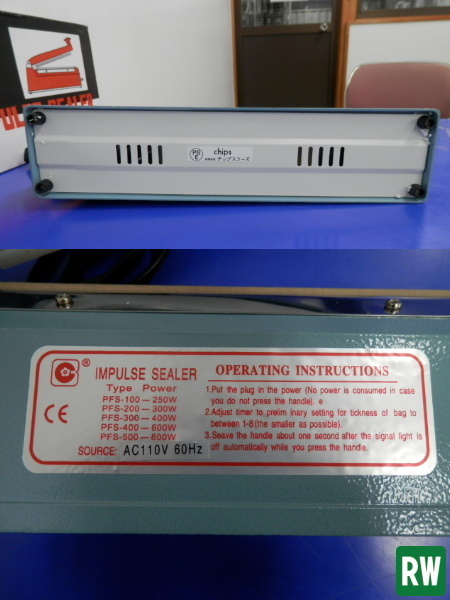 PS
E
chips
チップスフーズ
IMPULSE SEALER
Type Power
PFS-100 — 250W
PFS-200 — 300W
PFS-300 — 400W
PFS-400 — 600W
PFS-500 — 800W
SOURCE: AC110V 60Hz
CE
OPERATING INSTRUCTIONS
1.Put the plug in the power (No power is consumed in case
you do not press the handle). e
2.Adjust timer to prelim inary setting for tickness of bag to
between 1-8(the smaller as possible).
3.Seave the handle about one second after the signal light is
off automatically while you press the handle.
RW